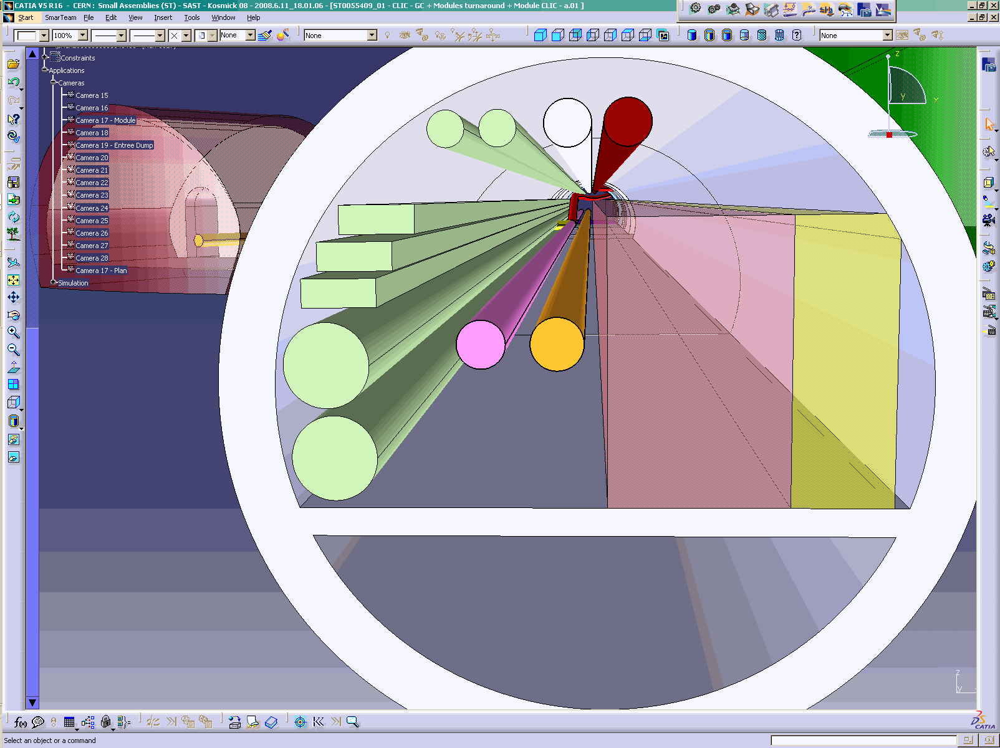 CATIA V5 R16 - CERN : Small Assemblies (ST) - SAST - Kosmick 08 - 2008.6.11_18.01.06 - [ST0055409_01 - CLIC - GC + Modules turnaround + Module CLIC - a.01 ]
Start SmarTeam File Edit View Insert Tools Window Help
100% None None None
Constraints
Applications
Cameras
Camera 15
Camera 16
Camera 17 - Module
Camera 18
Camera 19 - Entree Dump
Camera 20
Camera 21
Camera 22
Camera 23
Camera 24
Camera 25
Camera 26
Camera 27
Camera 28
Camera 17 - Plan
Simulation
z
y
x
z
y
f(x)
CATIA
Select an object or a command